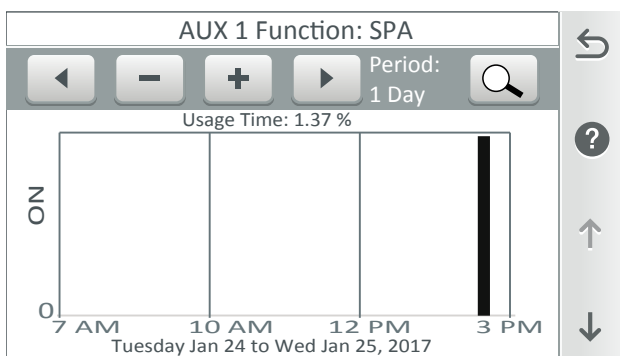 AUX 1 Function: SPA
Period:
1 Day
Usage Time: 1.37 %
ON
0
7 AM 10 AM 12 PM 3 PM
Tuesday Jan 24 to Wed Jan 25, 2017
?